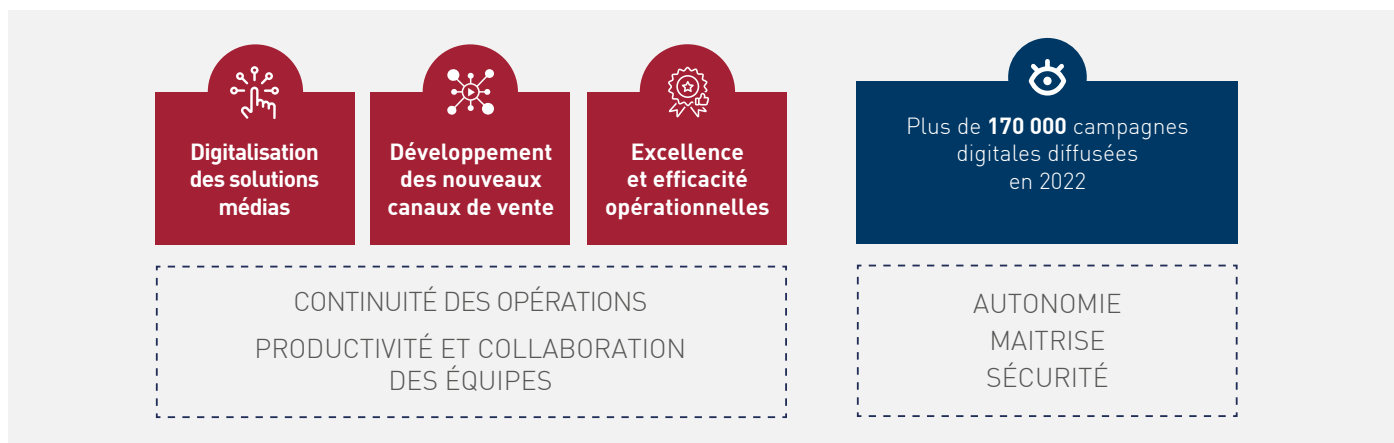 Digitalisation
des solutions
médias
Développement
des nouveaux
canaux de vente
Excellence
et efficacité
opérationnelles
Plus de 170 000 campagnes
digitales diffusées
en 2022
CONTINUITÉ DES OPÉRATIONS
PRODUCTIVITÉ ET COLLABORATION
DES ÉQUIPES
AUTONOMIE
MAITRISE
SÉCURITÉ